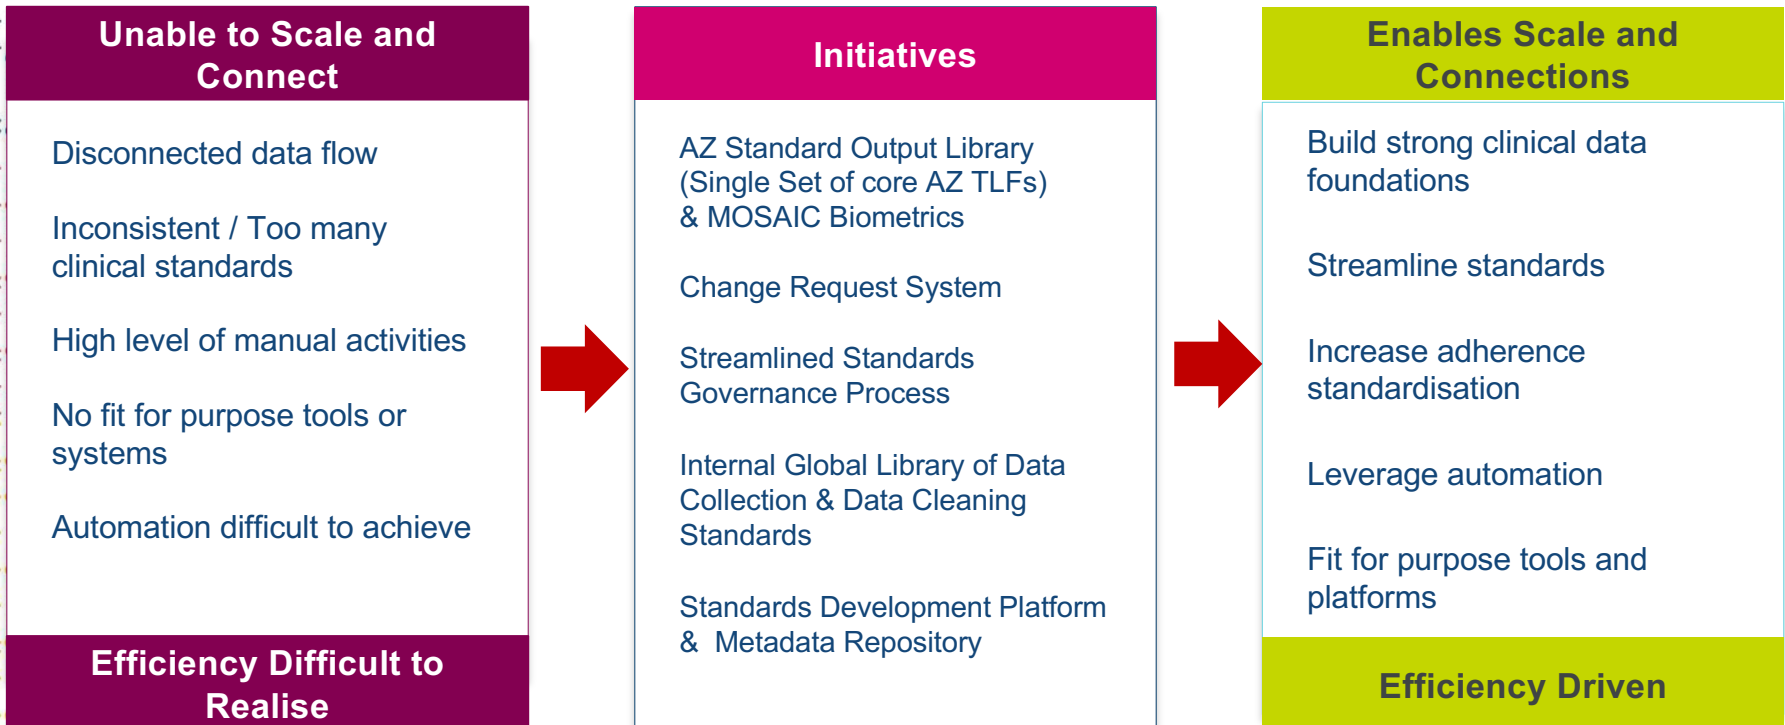 Unable to Scale and
Connect
Disconnected data flow
Inconsistent / Too many
clinical standards
High level of manual activities
No fit for purpose tools or
systems
Automation difficult to achieve
Efficiency Difficult to
Realise
Initiatives
AZ Standard Output Library
(Single Set of core AZ TLFs)
& MOSAIC Biometrics
Change Request System
Streamlined Standards
Governance Process
Internal Global Library of Data
Collection & Data Cleaning
Standards
Standards Development Platform
& Metadata Repository
Enables Scale and
Connections
Build strong clinical data
foundations
Streamline standards
Increase adherence
standardisation
Leverage automation
Fit for purpose tools and
platforms
Efficiency Driven